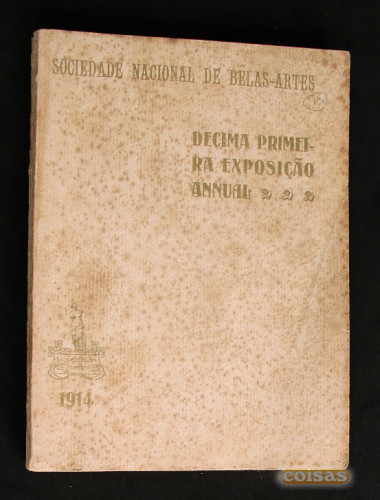 SOCIEDADE NACIONAL DE BELAS-ARTES
DECIMA PRIMEI-
RA EXPOSIÇÃO
ANNUAL
1914
coisas